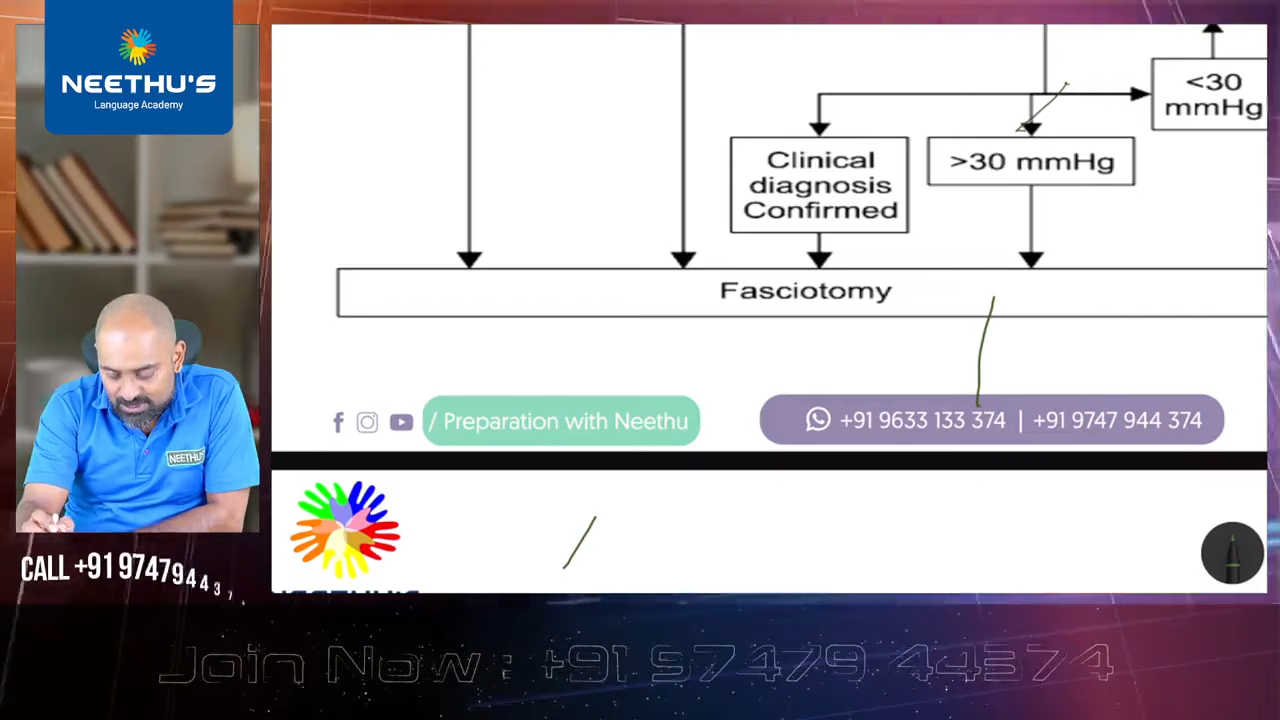 NEETHU'S
Language Academy
<30
mmHg
Clinical
diagnosis
Confirmed
>30 mmHg
Fasciotomy
/ Preparation with Neethu
+91 9633 133 374 | +91 9747 944 374
NEETHU'S
CALL +91 974794437
Join Now : +91 97479 44374